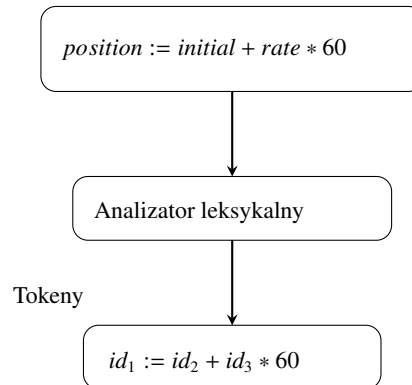 position := initial + rate * 60
Analizator leksykalny
Tokeny
id₁ := id₂ + id₃ * 60